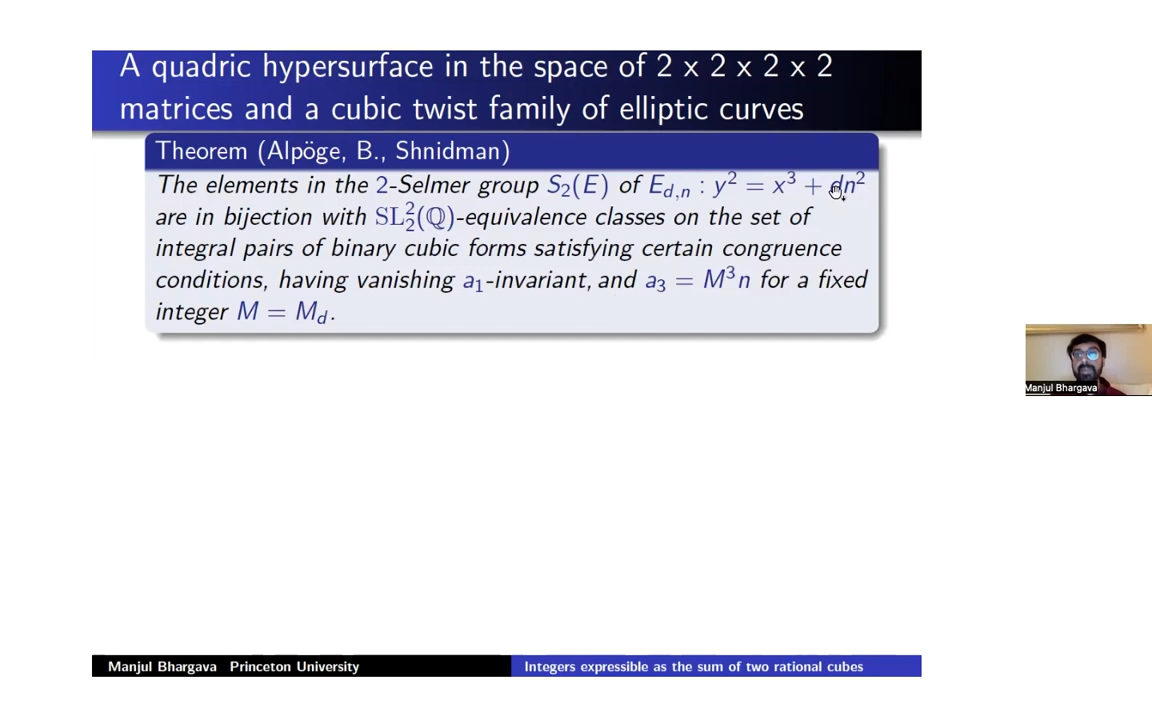 A quadric hypersurface in the space of 2 x 2 x 2 x 2
matrices and a cubic twist family of elliptic curves
Theorem (Alpöge, B., Shnidman)
The elements in the 2-Selmer group S₂(E) of E_{d,n} : y² = x³ + dn²
are in bijection with SL₂²(ℚ)-equivalence classes on the set of
integral pairs of binary cubic forms satisfying certain congruence
conditions, having vanishing a₁-invariant, and a₃ = M³n for a fixed
integer M = M_d.
Manjul Bhargava
Manjul Bhargava Princeton University
Integers expressible as the sum of two rational cubes